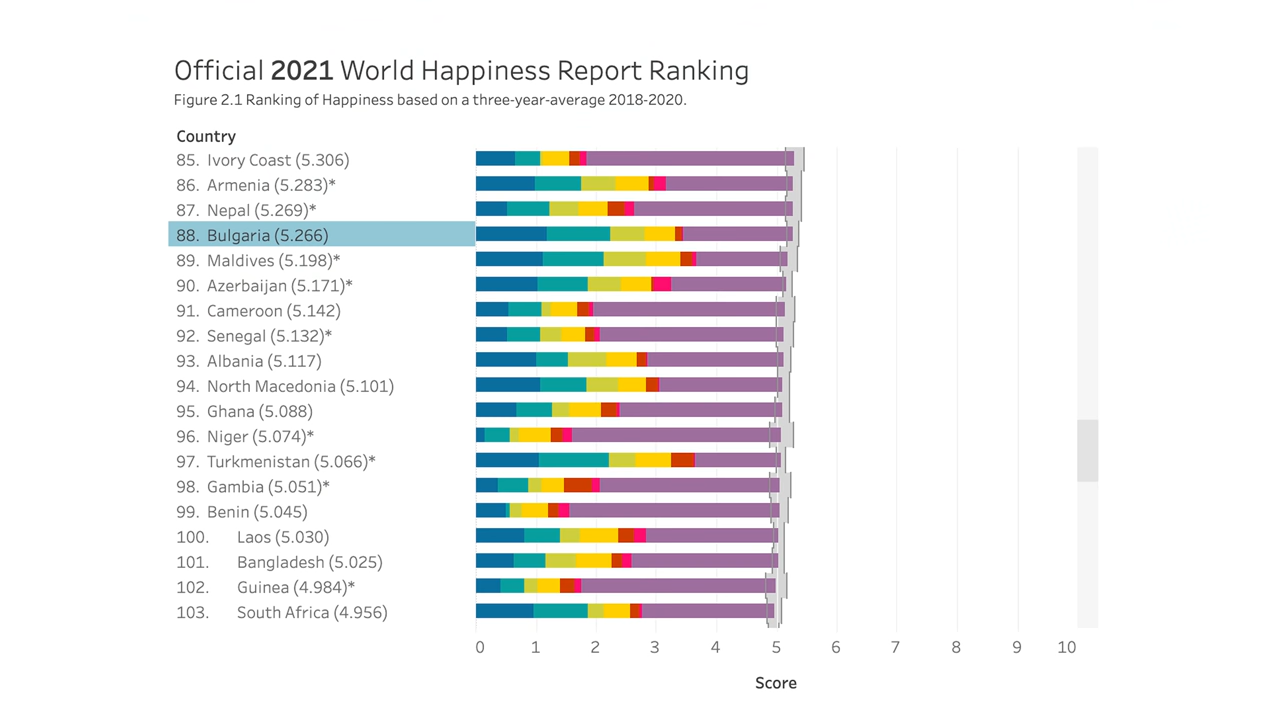 Official 2021 World Happiness Report Ranking
Figure 2.1 Ranking of Happiness based on a three-year-average 2018-2020.
Country
85. Ivory Coast (5.306)
86. Armenia (5.283)*
87. Nepal (5.269)*
88. Bulgaria (5.266)
89. Maldives (5.198)*
90. Azerbaijan (5.171)*
91. Cameroon (5.142)
92. Senegal (5.132)*
93. Albania (5.117)
94. North Macedonia (5.101)
95. Ghana (5.088)
96. Niger (5.074)*
97. Turkmenistan (5.066)*
98. Gambia (5.051)*
99. Benin (5.045)
100. Laos (5.030)
101. Bangladesh (5.025)
102. Guinea (4.984)*
103. South Africa (4.956)
0 1 2 3 4 5 6 7 8 9 10
Score